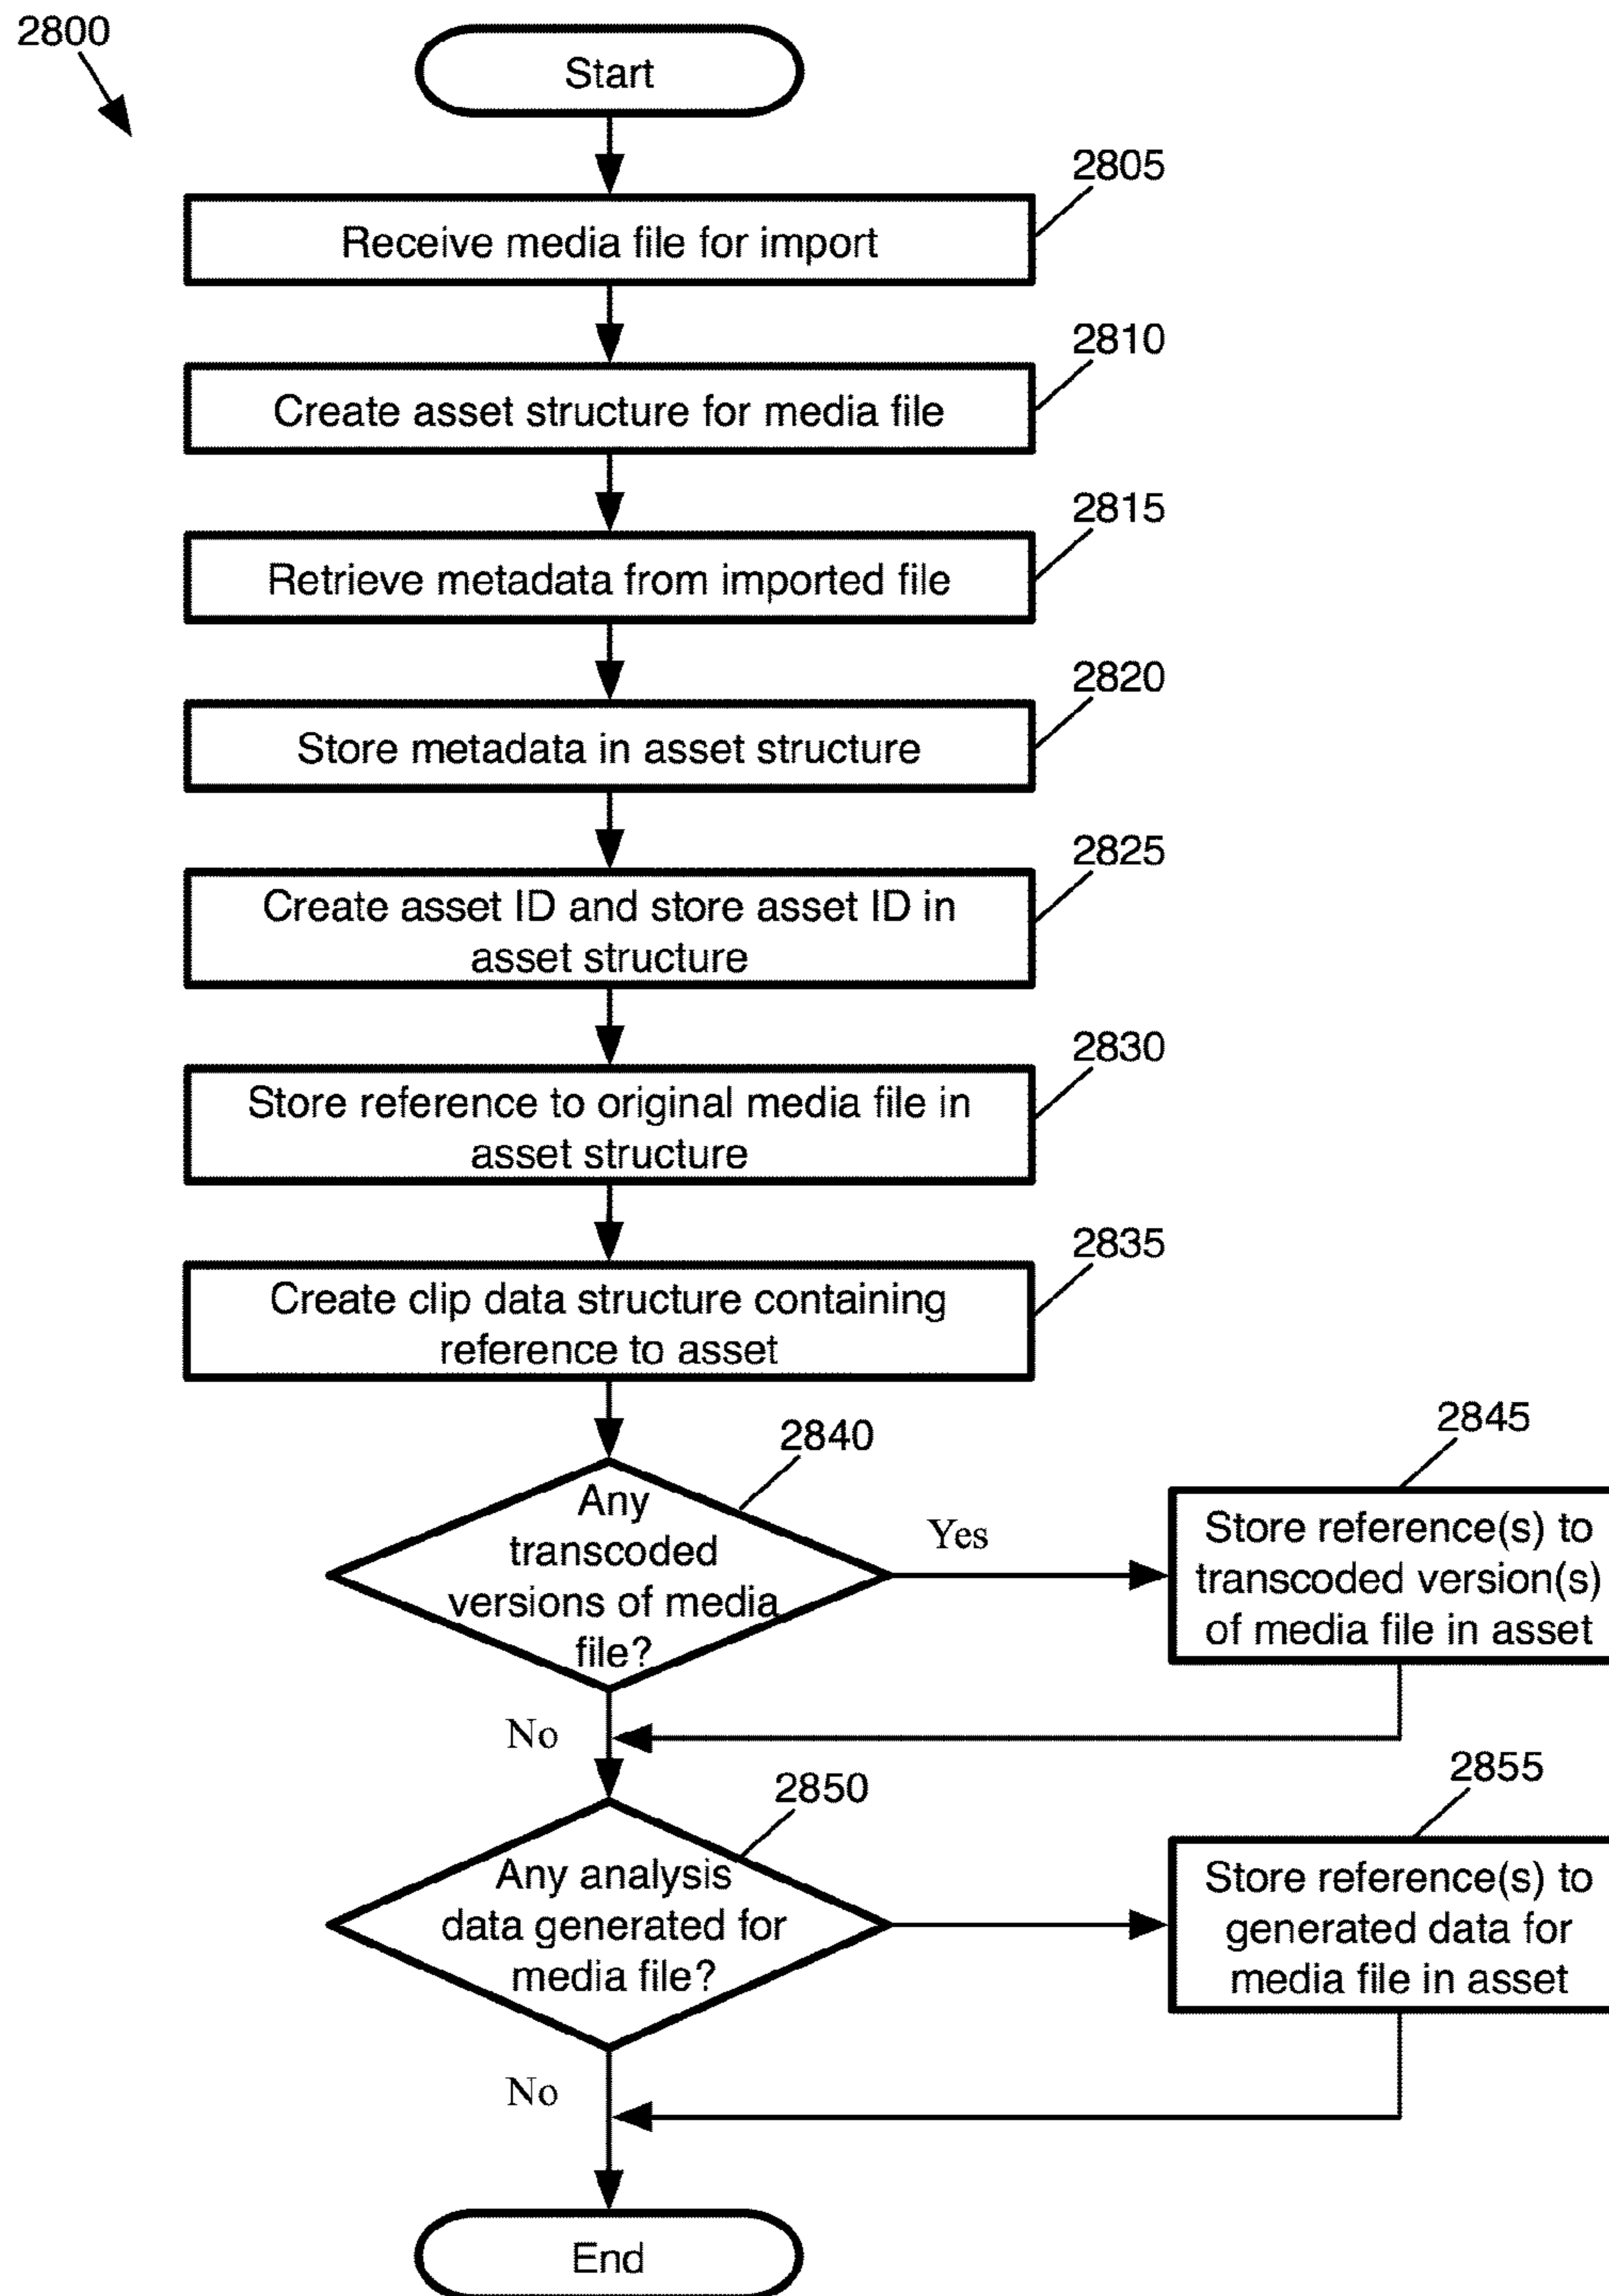 2800
Start
2805
Receive media file for import
2810
Create asset structure for media file
2815
Retrieve metadata from imported file
2820
Store metadata in asset structure
2825
Create asset ID and store asset ID in
asset structure
2830
Store reference to original media file in
asset structure
2835
Create clip data structure containing
reference to asset
2840
Any
transcoded
versions of media
file?
Yes
2845
Store reference(s) to
transcoded version(s)
of media file in asset
No
2850
Any analysis
data generated for
media file?
2855
Store reference(s) to
generated data for
media file in asset
No
End